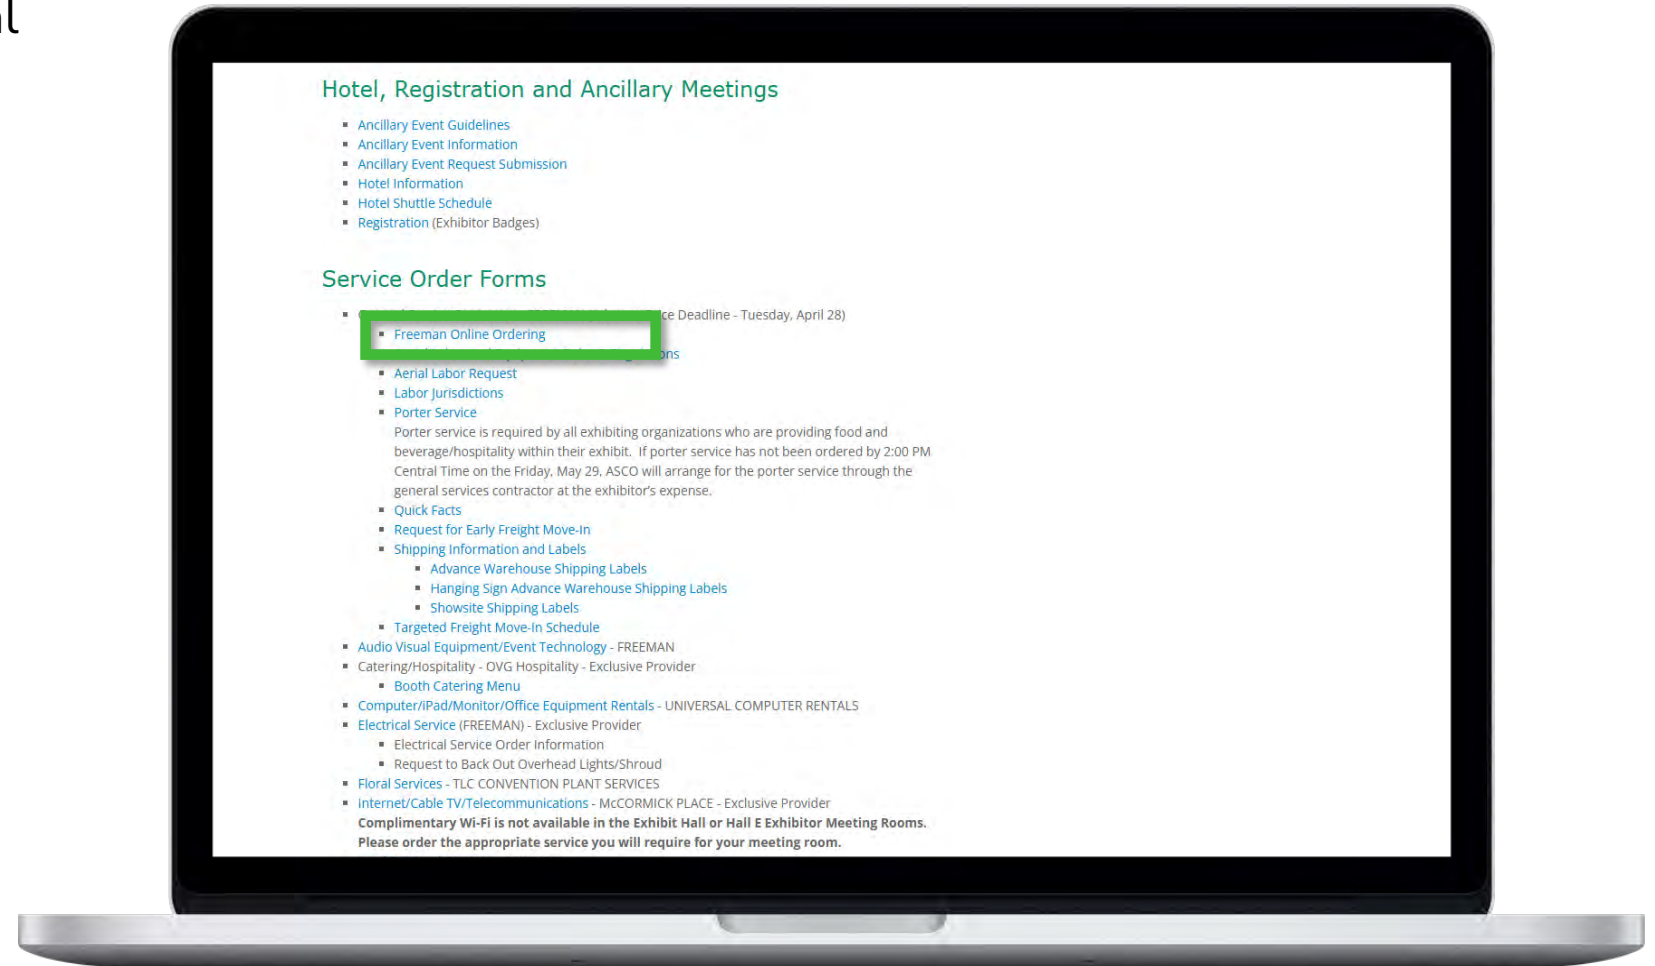 Hotel, Registration and Ancillary Meetings
Ancillary Event Guidelines
Ancillary Event Information
Ancillary Event Request Submission
Hotel Information
Hotel Shuttle Schedule
Registration (Exhibitor Badges)
Service Order Forms
Deadline - Tuesday, April 28)
Freeman Online Ordering
Aerial Labor Request
Labor Jurisdictions
Porter Service
Porter service is required by all exhibiting organizations who are providing food and
beverage/hospitality within their exhibit. If porter service has not been ordered by 2:00 PM
Central Time on the Friday, May 29, ASCO will arrange for the porter service through the
general services contractor at the exhibitor's expense.
Quick Facts
Request for Early Freight Move-In
Shipping Information and Labels
Advance Warehouse Shipping Labels
Hanging Sign Advance Warehouse Shipping Labels
Showsite Shipping Labels
Targeted Freight Move-In Schedule
Audio Visual Equipment/Event Technology - FREEMAN
Catering/Hospitality - OVG Hospitality - Exclusive Provider
Booth Catering Menu
Computer/iPad/Monitor/Office Equipment Rentals - UNIVERSAL COMPUTER RENTALS
Electrical Service (FREEMAN) - Exclusive Provider
Electrical Service Order Information
Request to Back Out Overhead Lights/Shroud
Floral Services - TLC CONVENTION PLANT SERVICES
Internet/Cable TV/Telecommunications - McCORMICK PLACE - Exclusive Provider
Complimentary Wi-Fi is not available in the Exhibit Hall or Hall E Exhibitor Meeting Rooms.
Please order the appropriate service you will require for your meeting room.